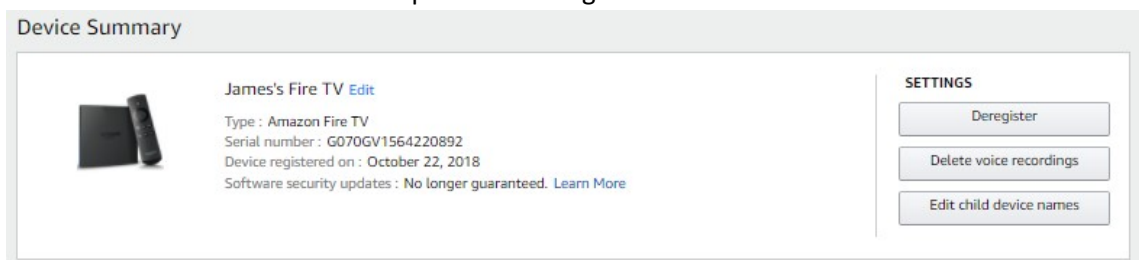 Device Summary
James's Fire TV Edit
Type : Amazon Fire TV
Serial number : G070GV1564220892
Device registered on : October 22, 2018
Software security updates : No longer guaranteed. Learn More
SETTINGS
Deregister
Delete voice recordings
Edit child device names